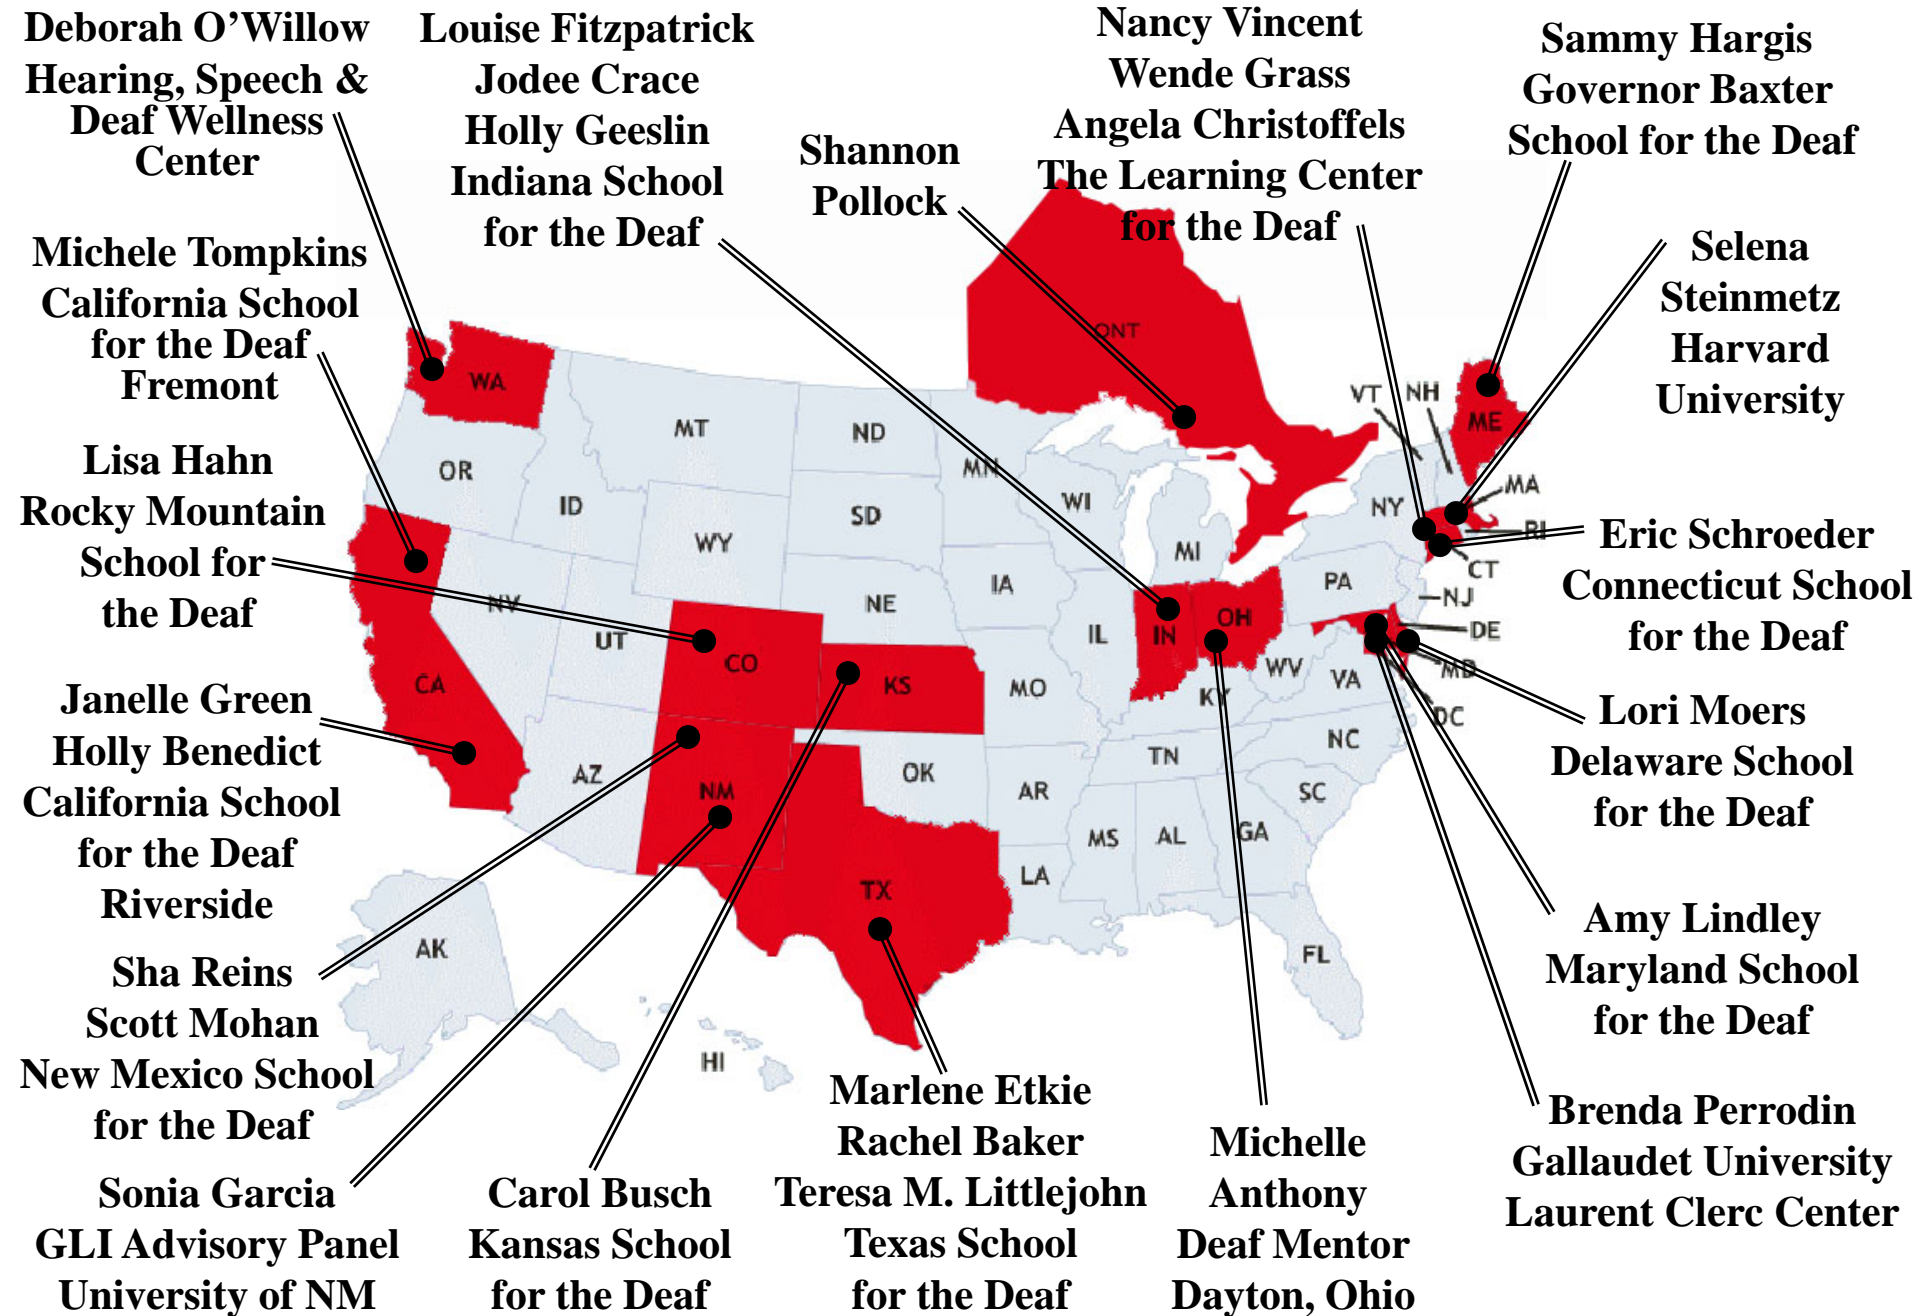 Deborah O’Willow
Hearing, Speech &
Deaf Wellness
Center
Louise Fitzpatrick
Jodee Crace
Holly Geeslin
Indiana School
for the Deaf
Shannon
Pollock
Nancy Vincent
Wende Grass
Angela Christoffels
The Learning Center
for the Deaf
Sammy Hargis
Governor Baxter
School for the Deaf
Michele Tompkins
California School
for the Deaf
Fremont
Selena
Steinmetz
Harvard
University
Lisa Hahn
Rocky Mountain
School for
the Deaf
Eric Schroeder
Connecticut School
for the Deaf
Janelle Green
Holly Benedict
California School
for the Deaf
Riverside
Lori Moers
Delaware School
for the Deaf
Sha Reins
Scott Mohan
New Mexico School
for the Deaf
Amy Lindley
Maryland School
for the Deaf
Sonia Garcia
GLI Advisory Panel
University of NM
Carol Busch
Kansas School
for the Deaf
Marlene Etkie
Rachel Baker
Teresa M. Littlejohn
Texas School
for the Deaf
Michelle
Anthony
Deaf Mentor
Dayton, Ohio
Brenda Perrodin
Gallaudet University
Laurent Clerc Center
ONT
WA
MT
ND
MN
VT
NH
ME
OR
ID
WY
SD
WI
MI
NY
MA
RI
CT
NJ
DE
MD
DC
NV
UT
CO
NE
IA
IL
IN
OH
PA
WV
VA
CA
KS
MO
KY
NC
AZ
NM
OK
AR
TN
SC
TX
LA
MS
AL
GA
FL
AK
HI